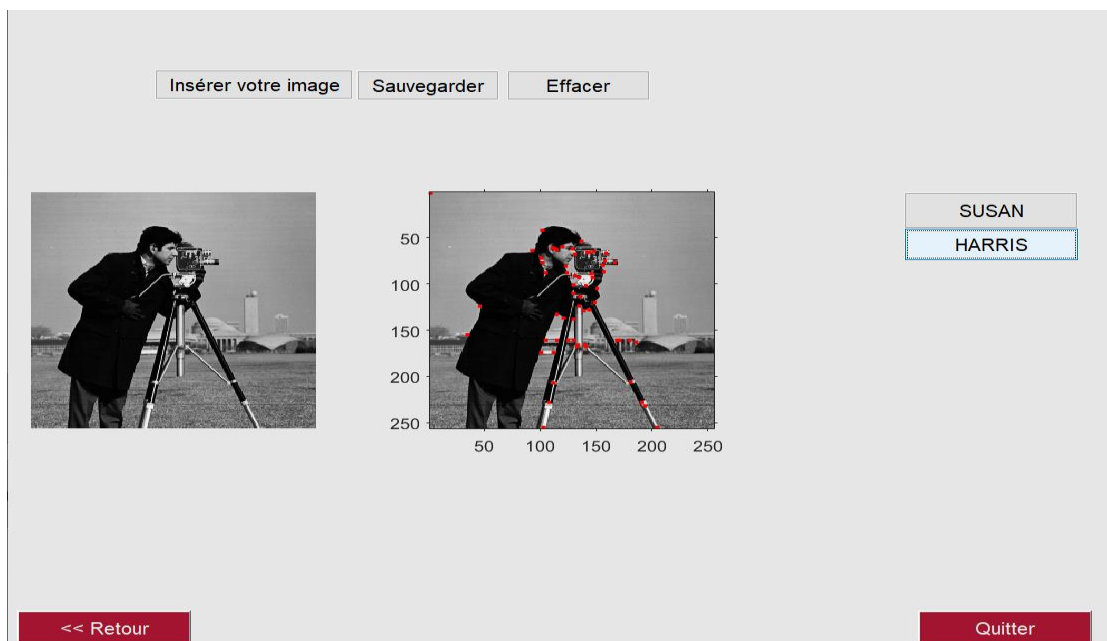 Insérer votre image Sauvegarder Effacer
SUSAN
HARRIS
50
100
150
200
250
50 100 150 200 250
<< Retour Quitter